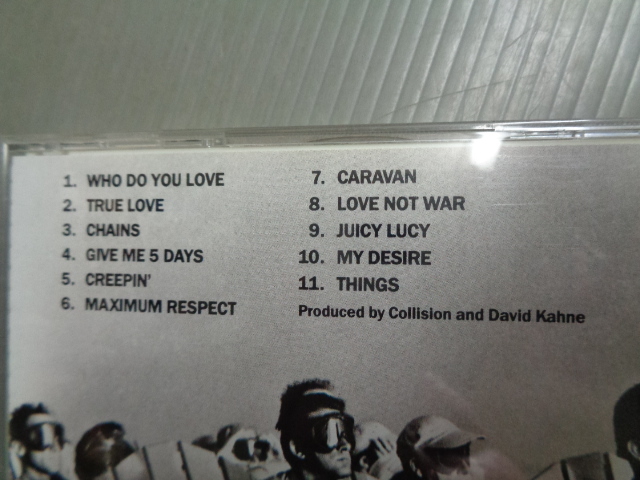 1. WHO DO YOU LOVE
2. TRUE LOVE
3. CHAINS
4. GIVE ME 5 DAYS
5. CREEPIN'
6. MAXIMUM RESPECT
7. CARAVAN
8. LOVE NOT WAR
9. JUICY LUCY
10. MY DESIRE
11. THINGS
Produced by Collision and David Kahne